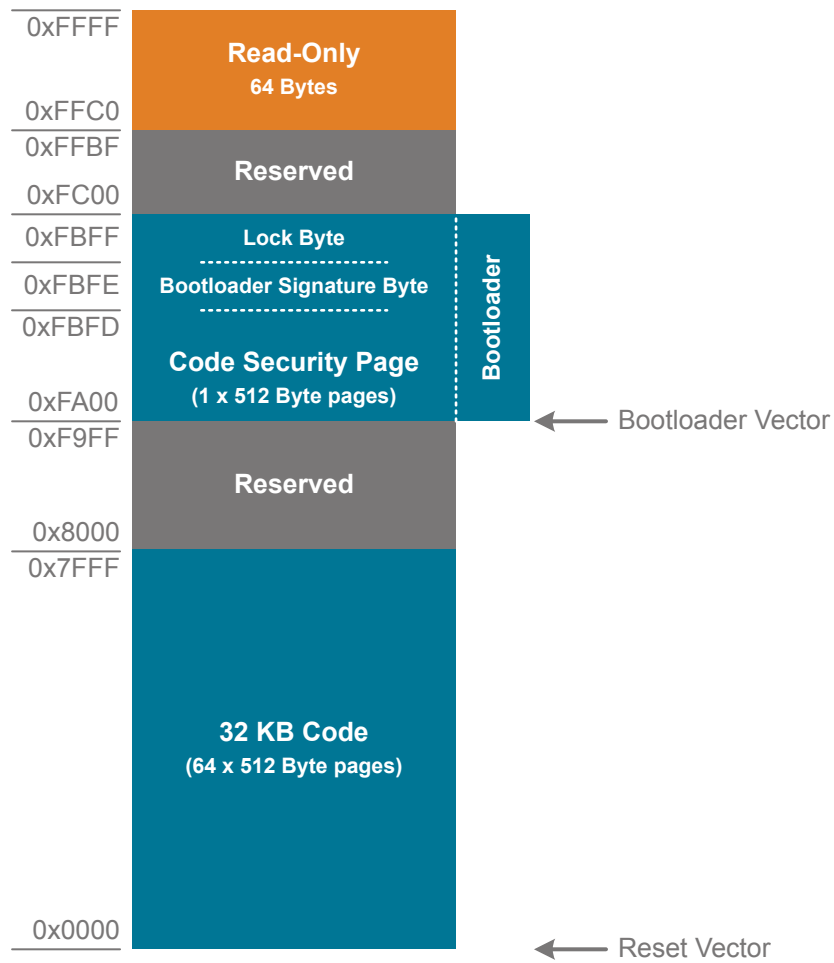 0xFFFF
Read-Only
64 Bytes
0xFFC0
0xFFBF
Reserved
0xFC00
0xFBFF
Lock Byte
0xFBFE
Bootloader Signature Byte
0xFBFD
Bootloader
Code Security Page
(1 x 512 Byte pages)
0xFA00
Bootloader Vector
0xF9FF
Reserved
0x8000
0x7FFF
32 KB Code
(64 x 512 Byte pages)
0x0000
Reset Vector